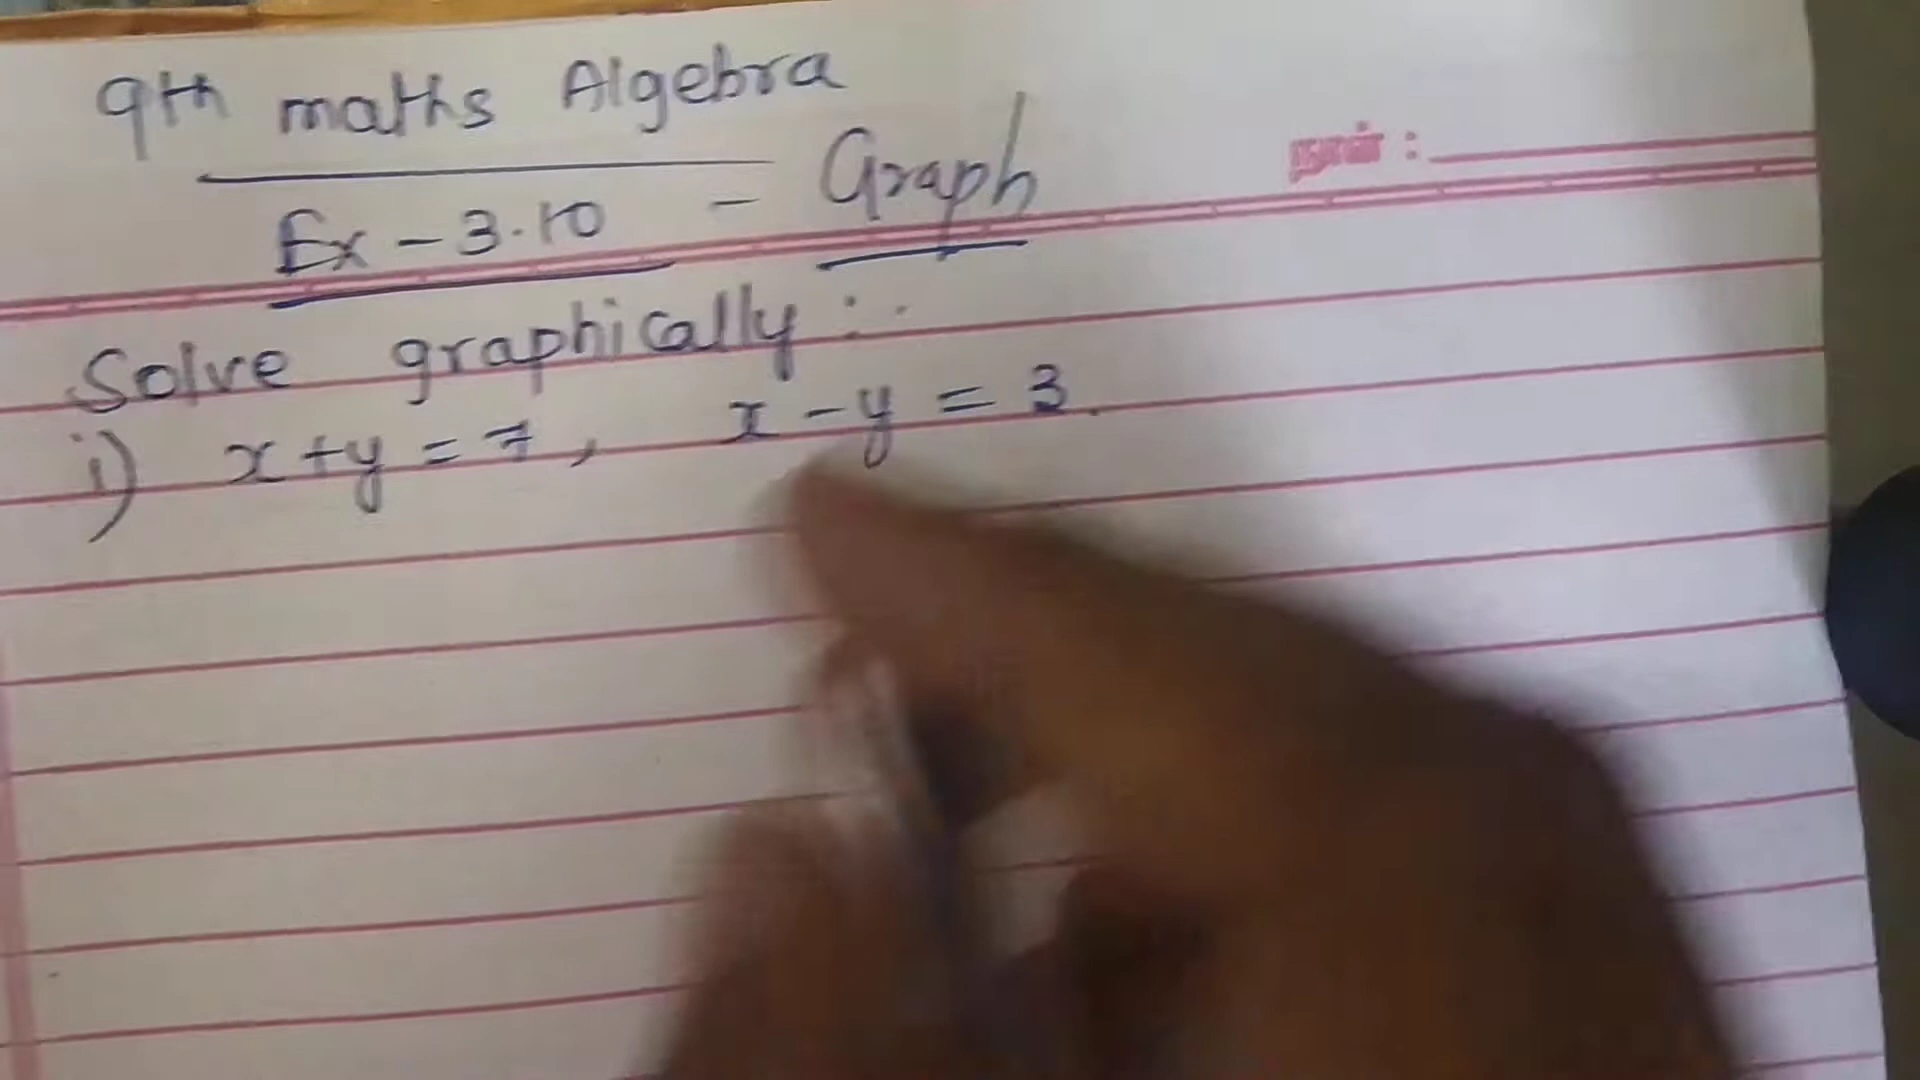 9th maths Algebra
Ex - 3.10 - Graph
நாள் :
Solve graphically :-
i) x + y = 7, x - y = 3.